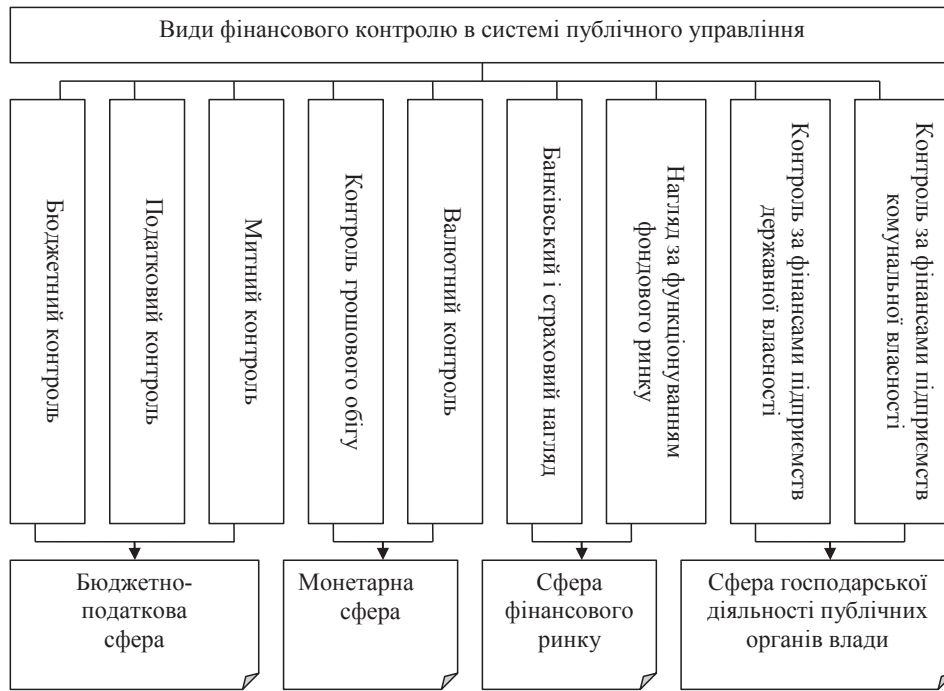 Види фінансового контролю в системі публічного управління
Бюджетний контроль
Податковий контроль
Митний контроль
Контроль грошового обігу
Валютний контроль
Банківський і страховий нагляд
Нагляд за функціонуванням
фондового ринку
Контроль за фінансами підприємств
державної власності
Контроль за фінансами підприємств
комунальної власності
Бюджетно-
податкова
сфера
Монетарна
сфера
Сфера
фінансового
ринку
Сфера господарської
діяльності публічних
органів влади